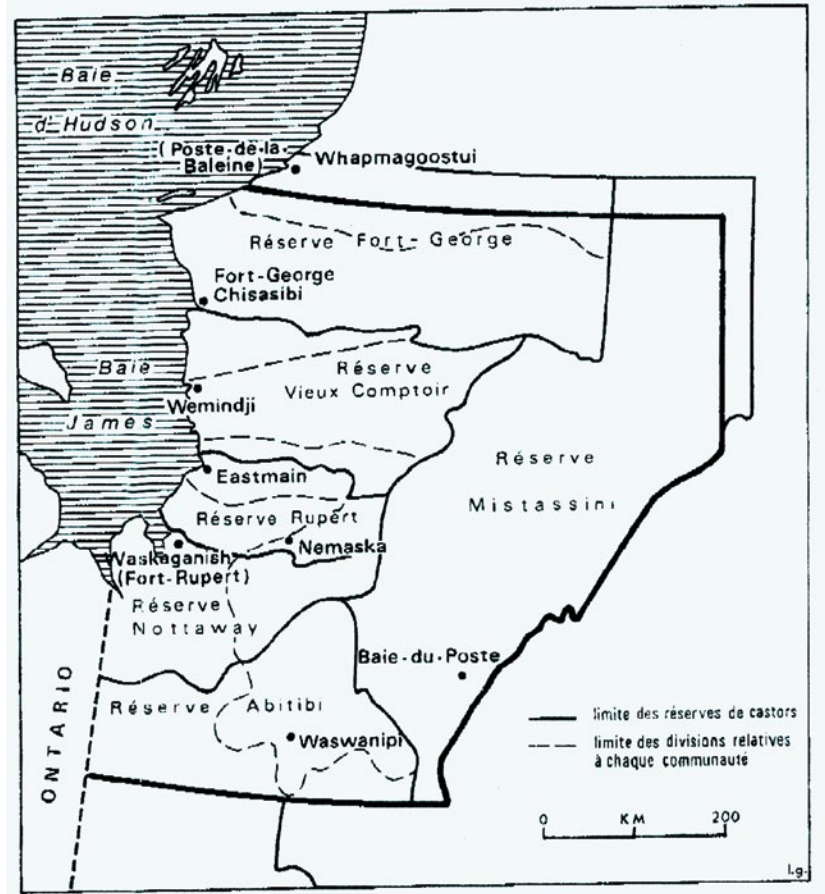 Baie
d'Hudson
(Poste-de-la-
Baleine)
Whapmagoostui
Réserve Fort-George
Fort-George
Chisasibi
Baie
James
Réserve
Vieux Comptoir
Wemindji
Eastmain
Réserve
Mistassini
Réserve Rupert
Nemaska
Waskaganish
(Fort-Rupert)
Réserve
Nottaway
Baie-du-Poste
ONTARIO
Réserve Abitibi
Waswanipi
limite des réserves de castors
limite des divisions relatives
à chaque communauté
0 KM 200
l.g.